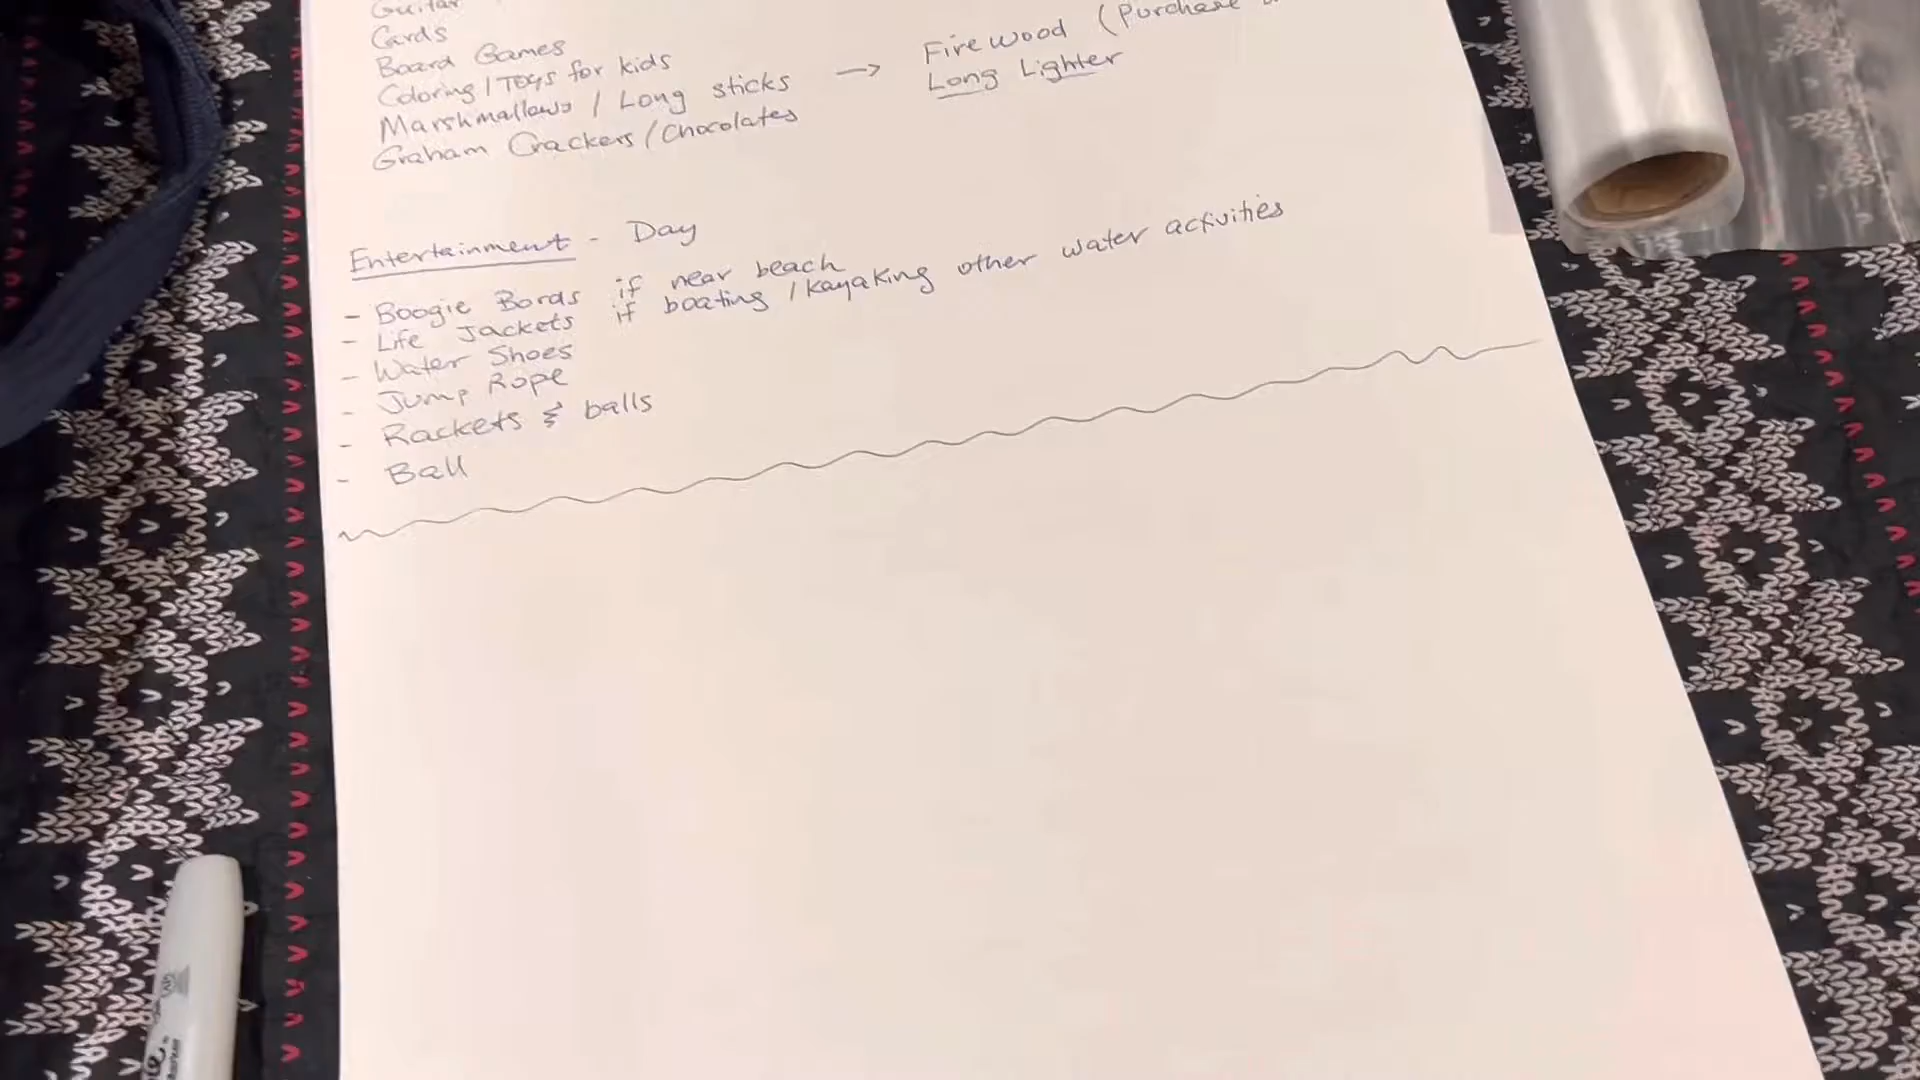 Guitar
Cards
Board Games
Coloring / Toys for kids
Marshmallows / Long sticks → Fire wood (Purchase
Graham Crackers / Chocolates Long Lighter
Entertainment - Day
- Boogie Bords if near beach
- Life Jackets if boating / kayaking other water activities
- Water Shoes
- Jump Rope
- Rackets & balls
- Ball